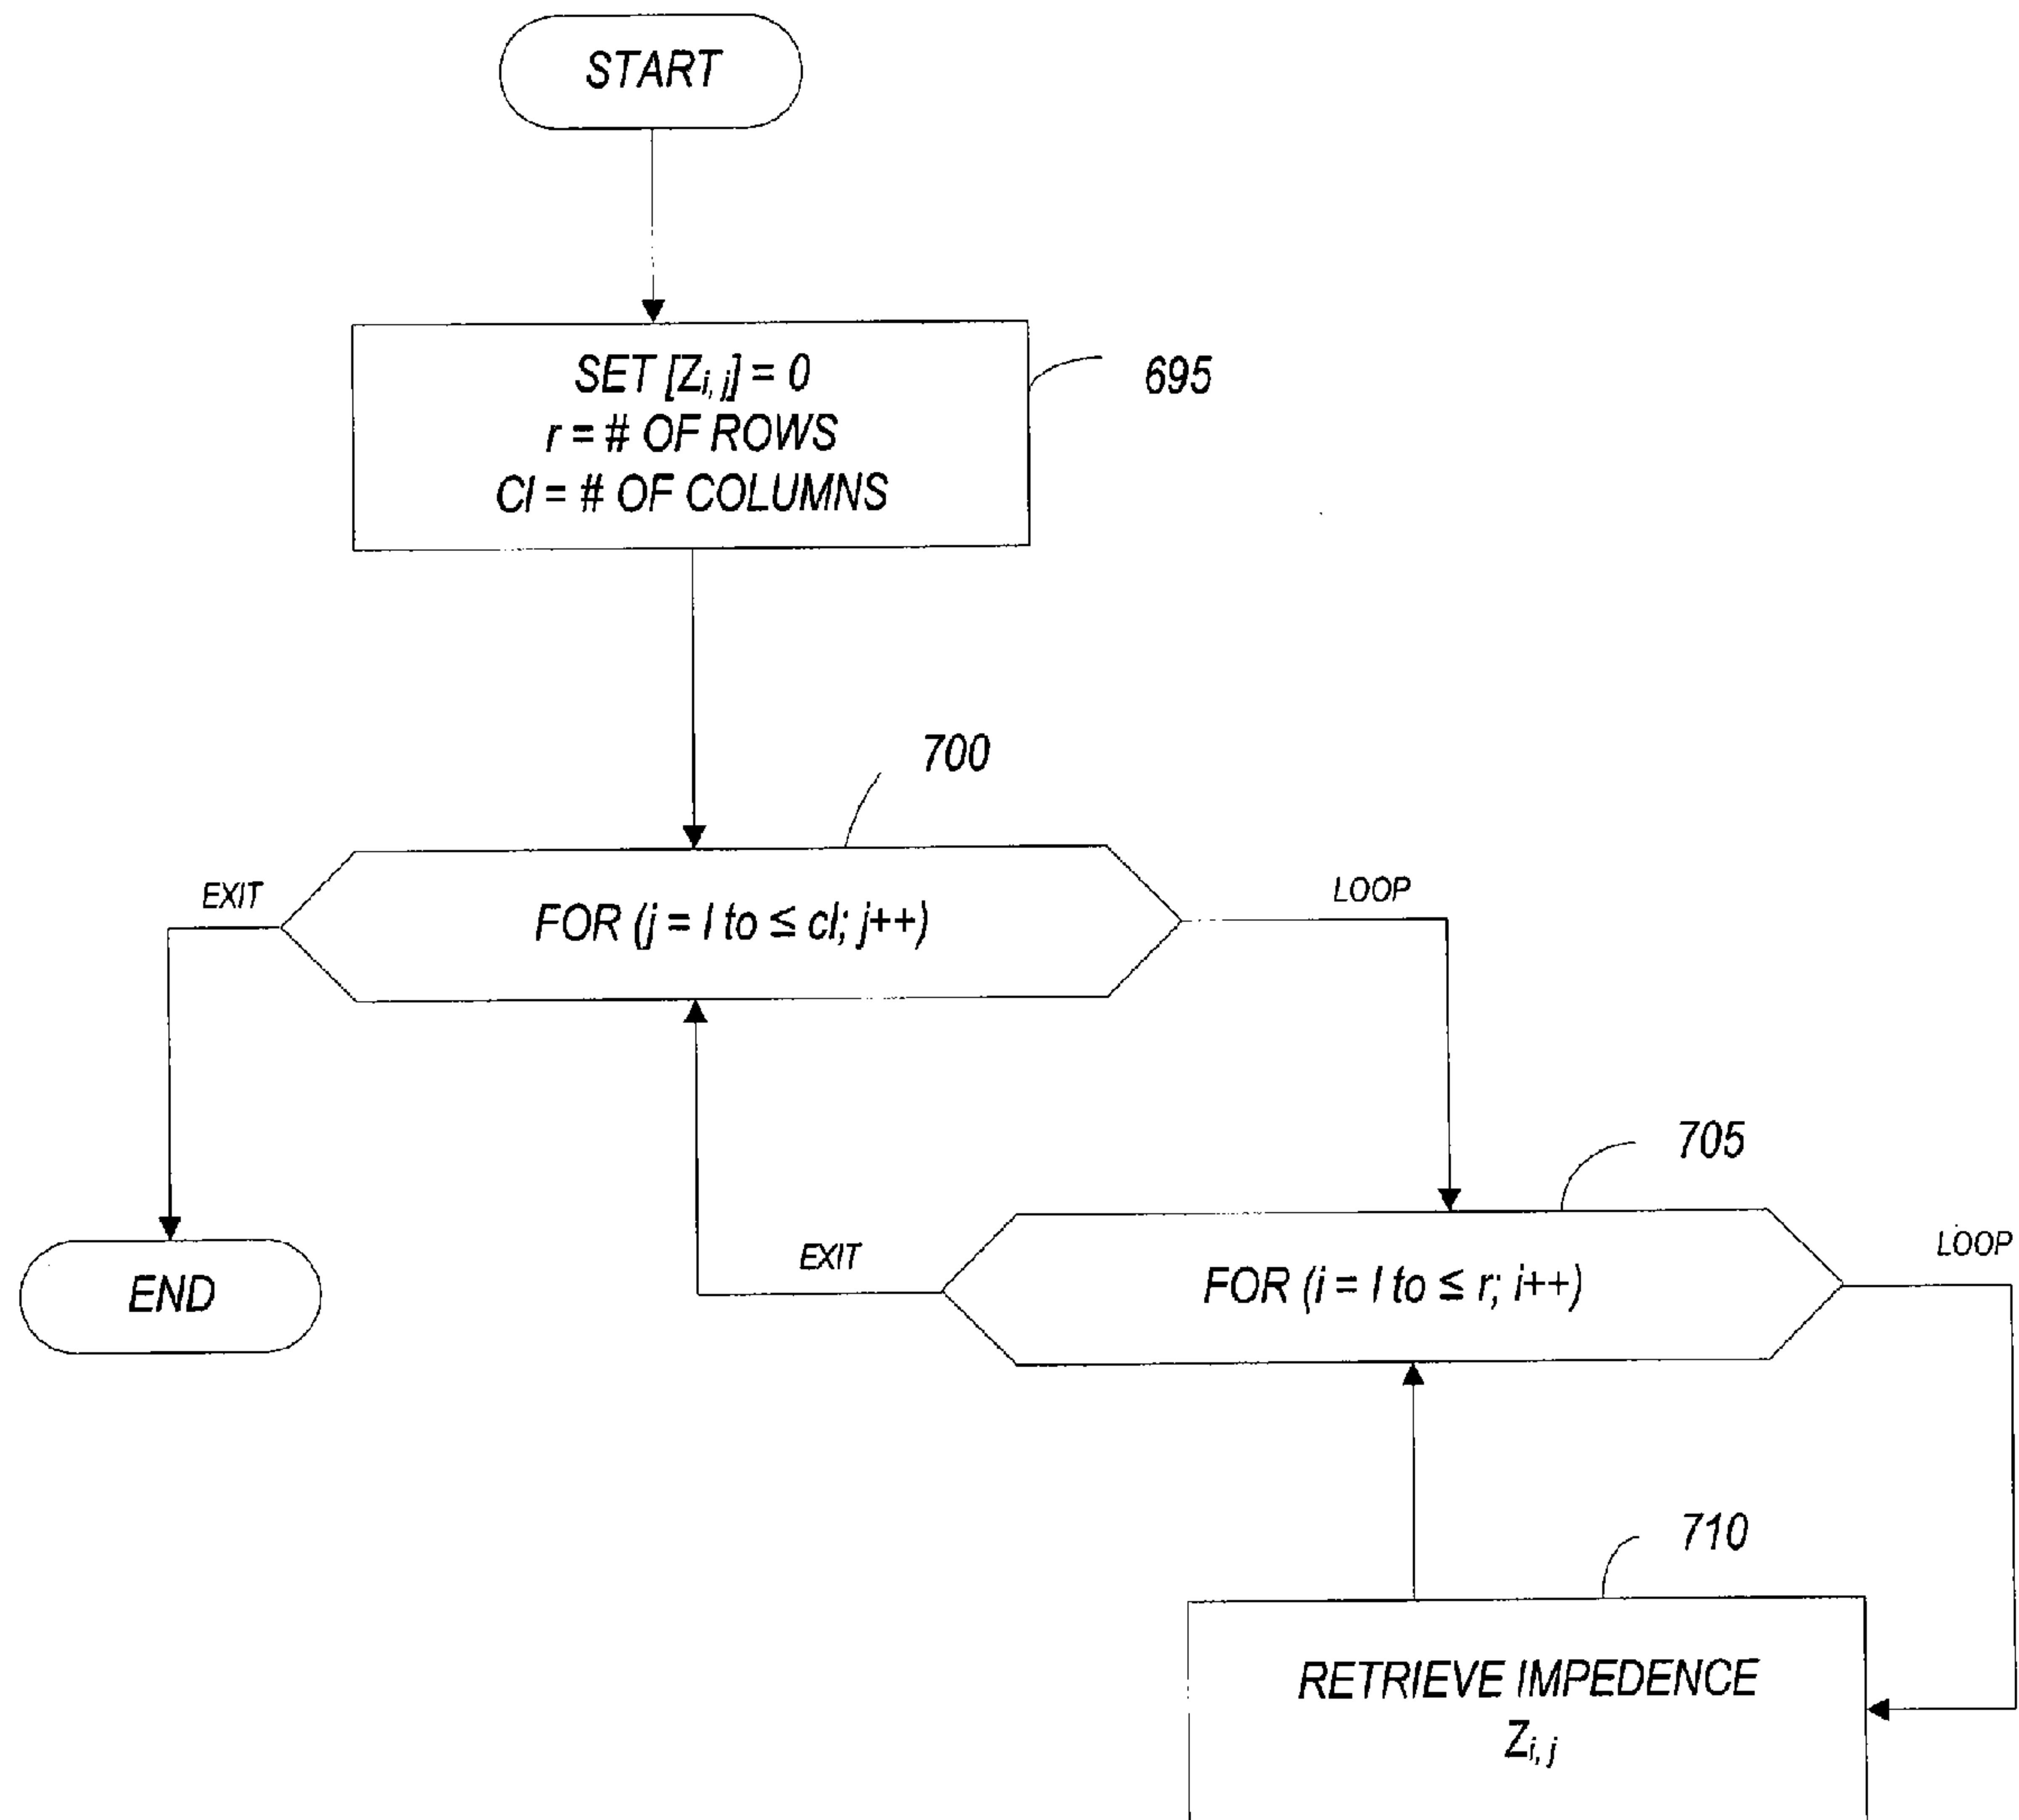 START
SET [Zi, j] = 0
r = # OF ROWS
Cl = # OF COLUMNS
695
700
EXIT
FOR (j = l to ≤ cl; j++)
LOOP
705
END
EXIT
FOR (i = l to ≤ r; i++)
LOOP
710
RETRIEVE IMPEDENCE
Zi, j